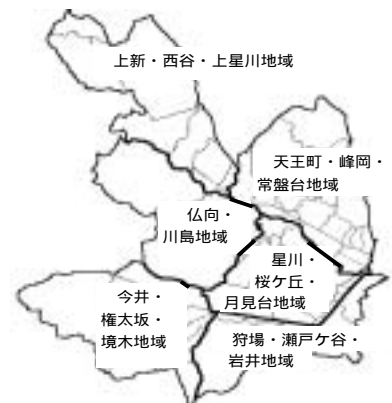 上新・西谷・上星川地域
天王町・峰岡・
常盤台地域
仏向・
川島地域
星川・
桜ケ丘・
月見台地域
今井・
権太坂・
境木地域
狩場・瀬戸ケ谷・
岩井地域